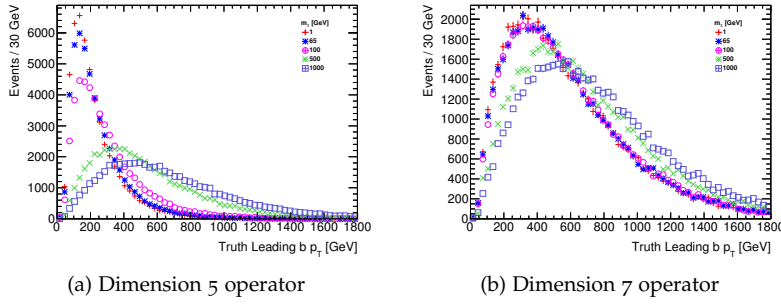 Events / 30 GeV
7000
6000
5000
4000
3000
2000
1000
0
m_χ [GeV]
1
65
100
500
1000
0 200 400 600 800 1000 1200 1400 1600 1800
Truth Leading b p_T [GeV]
(a) Dimension 5 operator
Events / 30 GeV
2000
1800
1600
1400
1200
1000
800
600
400
200
0
m_χ [GeV]
1
65
100
500
1000
0 200 400 600 800 1000 1200 1400 1600 1800
Truth Leading b p_T [GeV]
(b) Dimension 7 operator